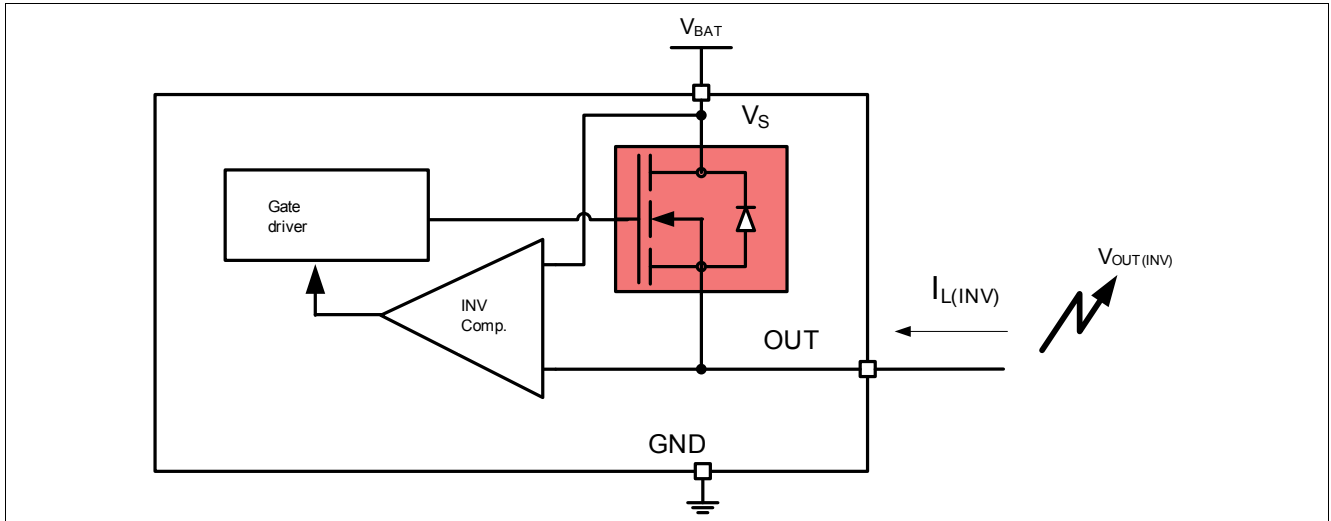 VBAT
VS
Gate
driver
INV
Comp.
IL(INV)
VOUT(INV)
OUT
GND